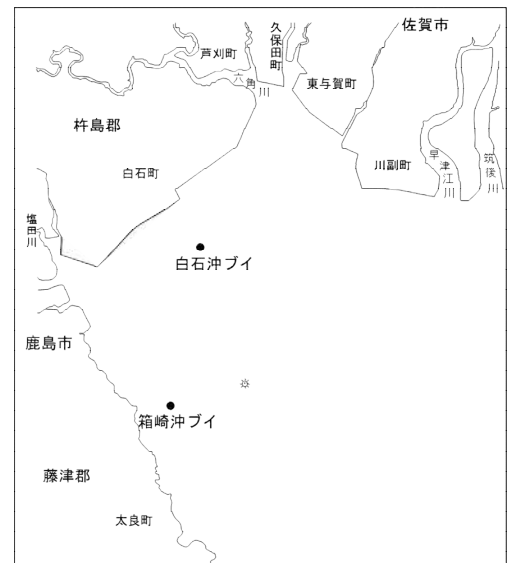 佐賀市
久保田町
芦刈町
六角川
東与賀町
杵島郡
川副町
早津江川
筑後川
白石町
塩田川
白石沖ブイ
鹿島市
箱崎沖ブイ
藤津郡
太良町